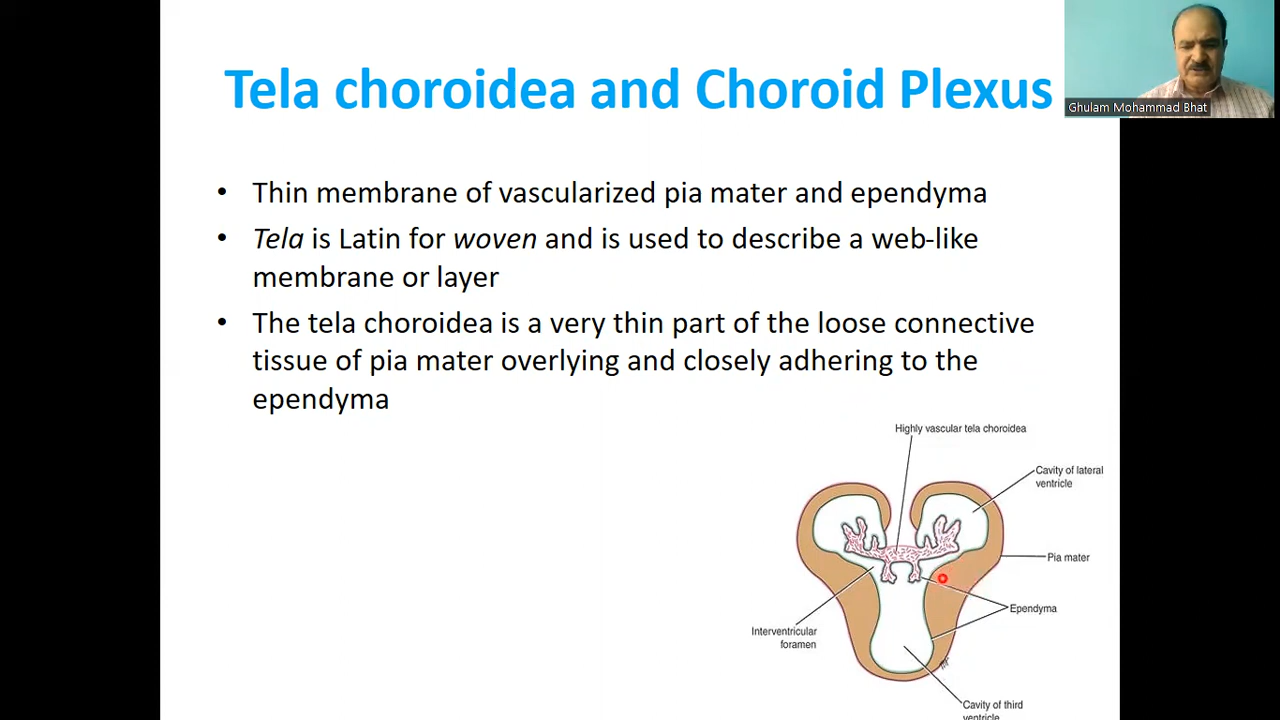 Tela choroidea and Choroid Plexus
Ghulam Mohammad Bhat
• Thin membrane of vascularized pia mater and ependyma
• Tela is Latin for woven and is used to describe a web-like
membrane or layer
• The tela choroidea is a very thin part of the loose connective
tissue of pia mater overlying and closely adhering to the
ependyma
Highly vascular tela choroidea
Cavity of lateral
ventricle
Pia mater
Ependyma
Interventricular
foramen
Cavity of third
ventricle